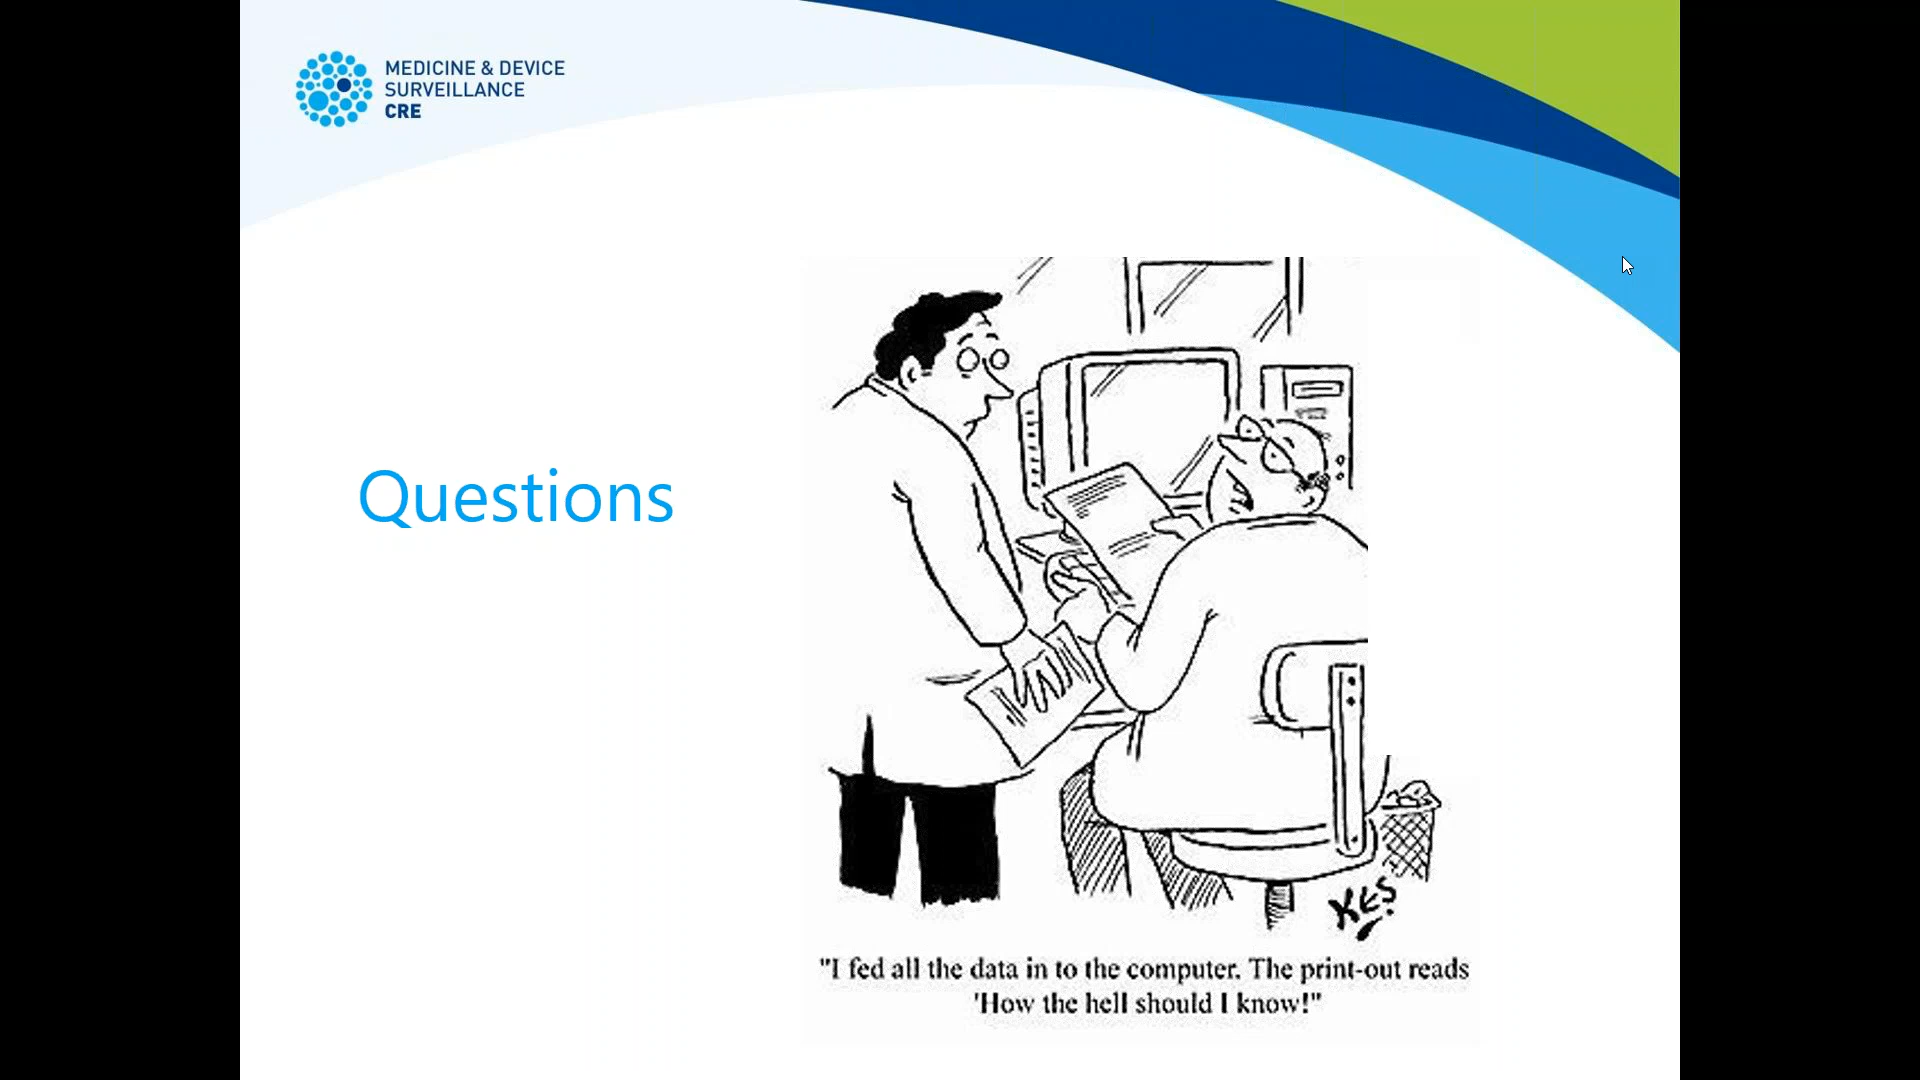 MEDICINE & DEVICE
SURVEILLANCE
CRE
Questions
KES
"I fed all the data in to the computer. The print-out reads
'How the hell should I know!"